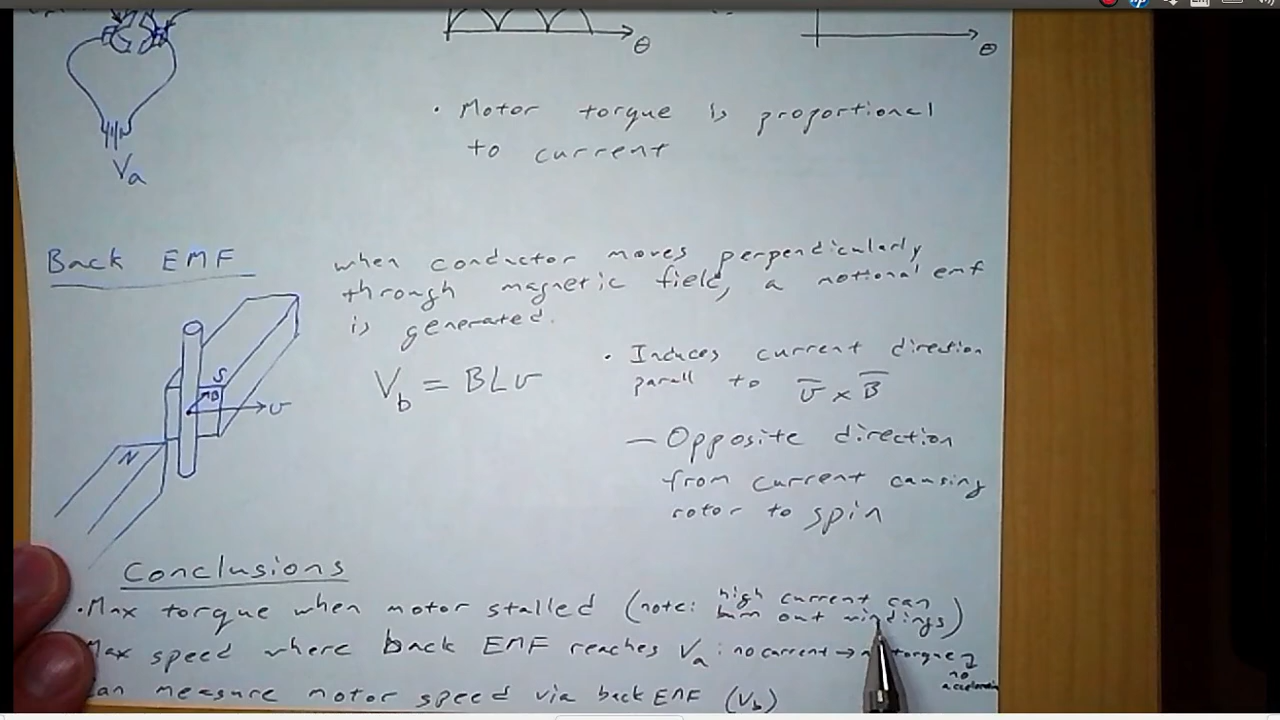 θ
θ
• Motor torque is proportional
to current
Va
Back EMF
when conductor moves perpendicularly
through magnetic field, a motional emf
is generated.
Vb = BLv
• Induces current direction
parall to v̅ × B̅
S
B
v
N
— Opposite direction
from current causing
rotor to spin
Conclusions
• Max torque when motor stalled (note: high current can
burn out windings)
Max speed where back EMF reaches Va : no current → torque
no
acceleration
can measure motor speed via back EMF (Vb)